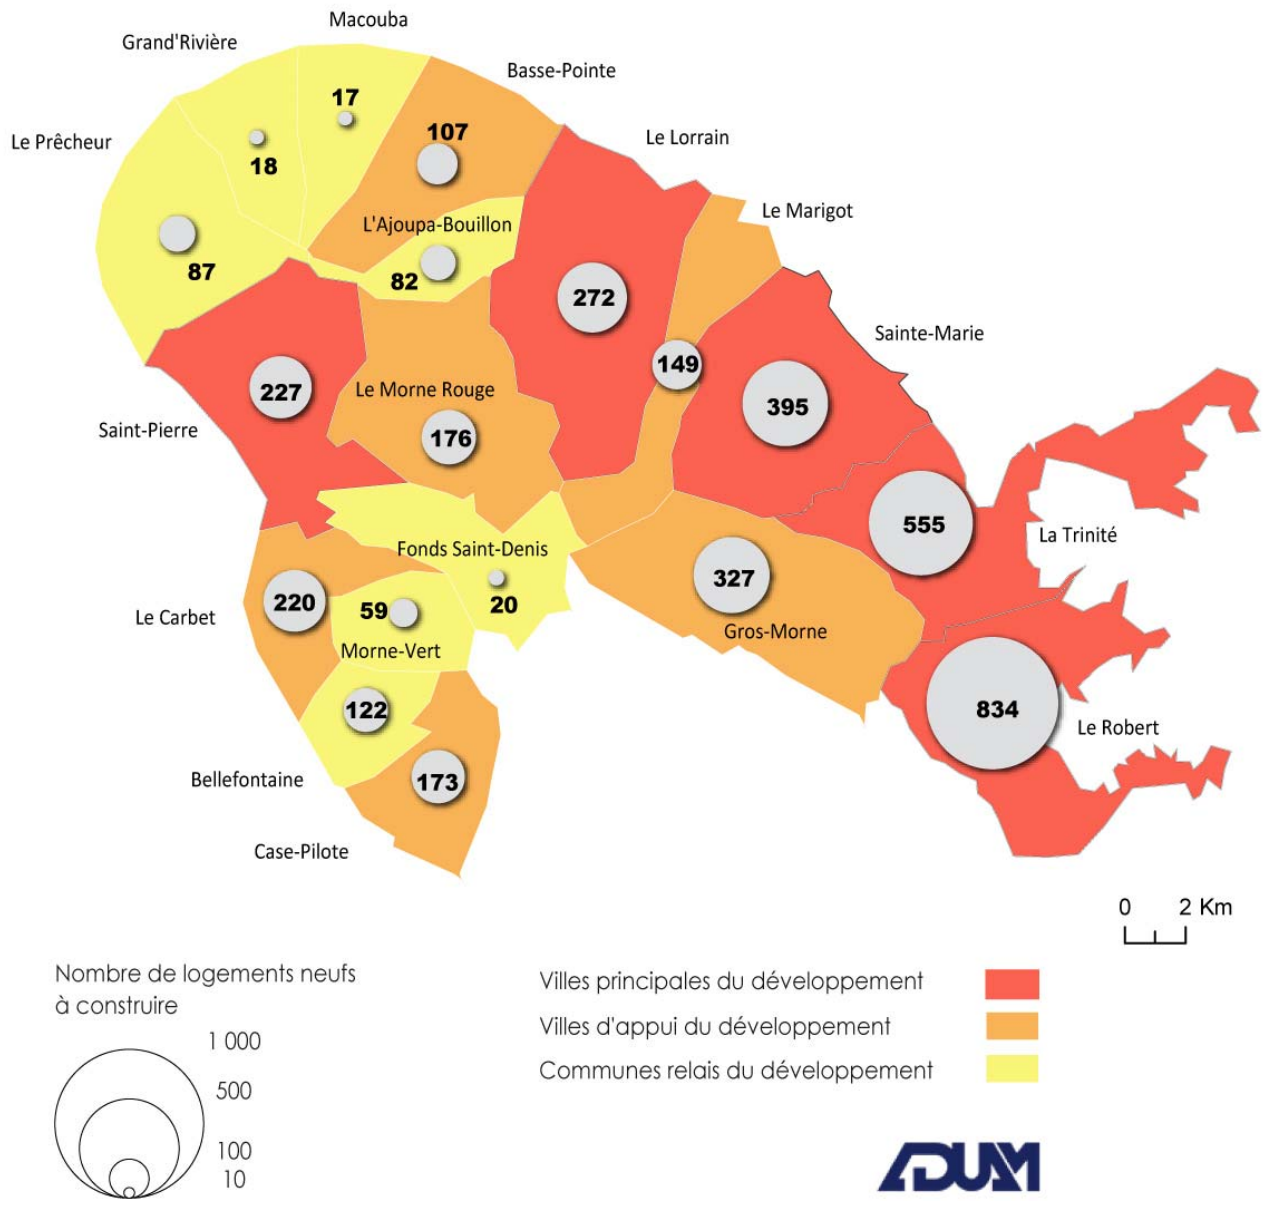 Macouba
Grand'Rivière
Basse-Pointe
17
107
Le Prêcheur
Le Lorrain
18
Le Marigot
L'Ajoupa-Bouillon
87
82
272
Sainte-Marie
149
227
Le Morne Rouge
395
Saint-Pierre
176
555
La Trinité
Fonds Saint-Denis
327
220
59
20
Le Carbet
Gros-Morne
Morne-Vert
122
834
Le Robert
Bellefontaine
173
Case-Pilote
0 2 Km
Nombre de logements neufs
à construire
1 000
500
100
10
Villes principales du développement
Villes d'appui du développement
Communes relais du développement
ADUAM